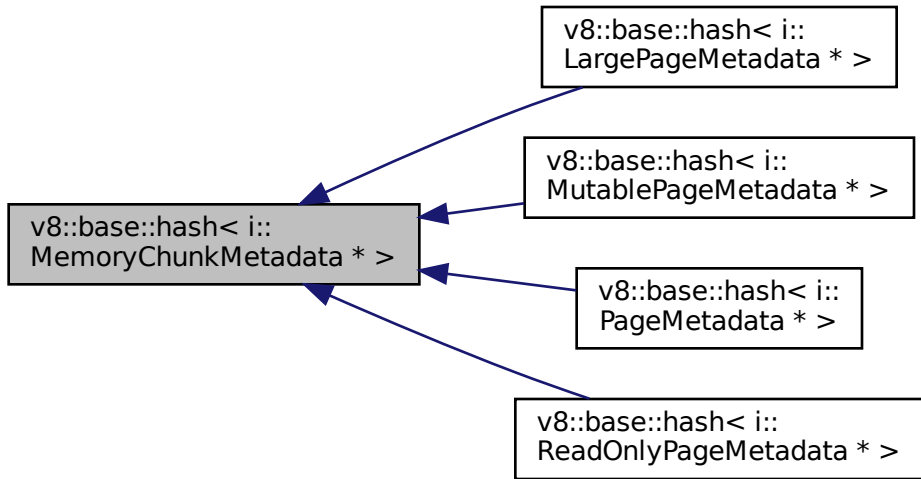 v8::base::hash< i::
LargePageMetadata * >
v8::base::hash< i::
MutablePageMetadata * >
v8::base::hash< i::
MemoryChunkMetadata * >
v8::base::hash< i::
PageMetadata * >
v8::base::hash< i::
ReadOnlyPageMetadata * >